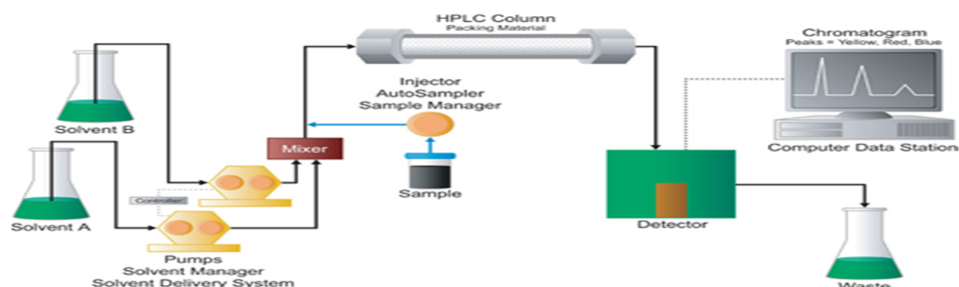 HPLC Column
Packing Material
Chromatogram
Peaks = Yellow, Red, Blue
Injector
AutoSampler
Sample Manager
Solvent B
Mixer
Computer Data Station
Sample
Controller
Solvent A
Detector
Pumps
Solvent Manager
Solvent Delivery System
Waste